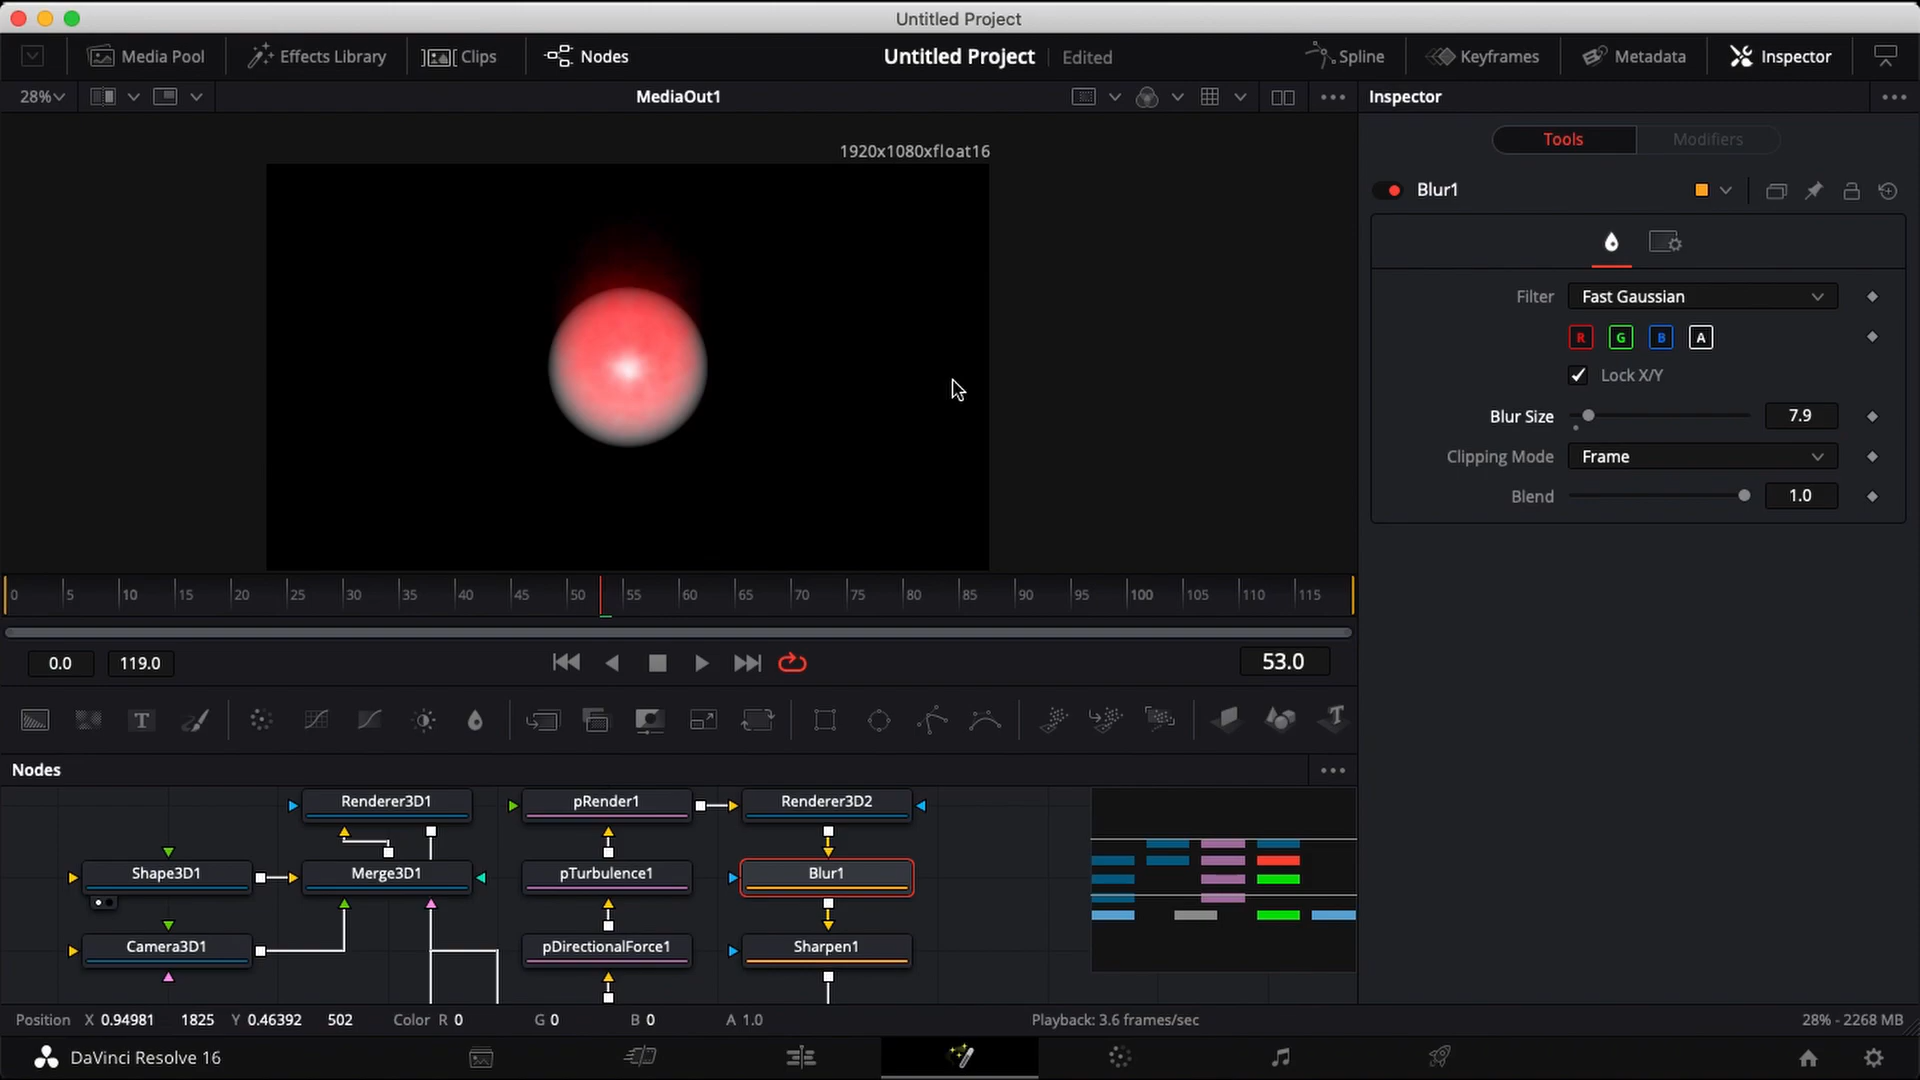 Untitled Project
Media Pool
Effects Library
Clips
Nodes
Untitled Project
Edited
Spline
Keyframes
Metadata
Inspector
28%
MediaOut1
Inspector
1920x1080xfloat16
Tools
Modifiers
Blur1
Filter
Fast Gaussian
R
G
B
A
Lock X/Y
Blur Size
7.9
Clipping Mode
Frame
Blend
1.0
0 5 10 15 20 25 30 35 40 45 50 55 60 65 70 75 80 85 90 95 100 105 110 115
0.0
119.0
53.0
T
T
Nodes
Renderer3D1
pRender1
Renderer3D2
Shape3D1
Merge3D1
pTurbulence1
Blur1
Camera3D1
pDirectionalForce1
Sharpen1
Position X 0.94981 1825 Y 0.46392 502 Color R 0 G 0 B 0 A 1.0
Playback: 3.6 frames/sec
28% - 2268 MB
DaVinci Resolve 16